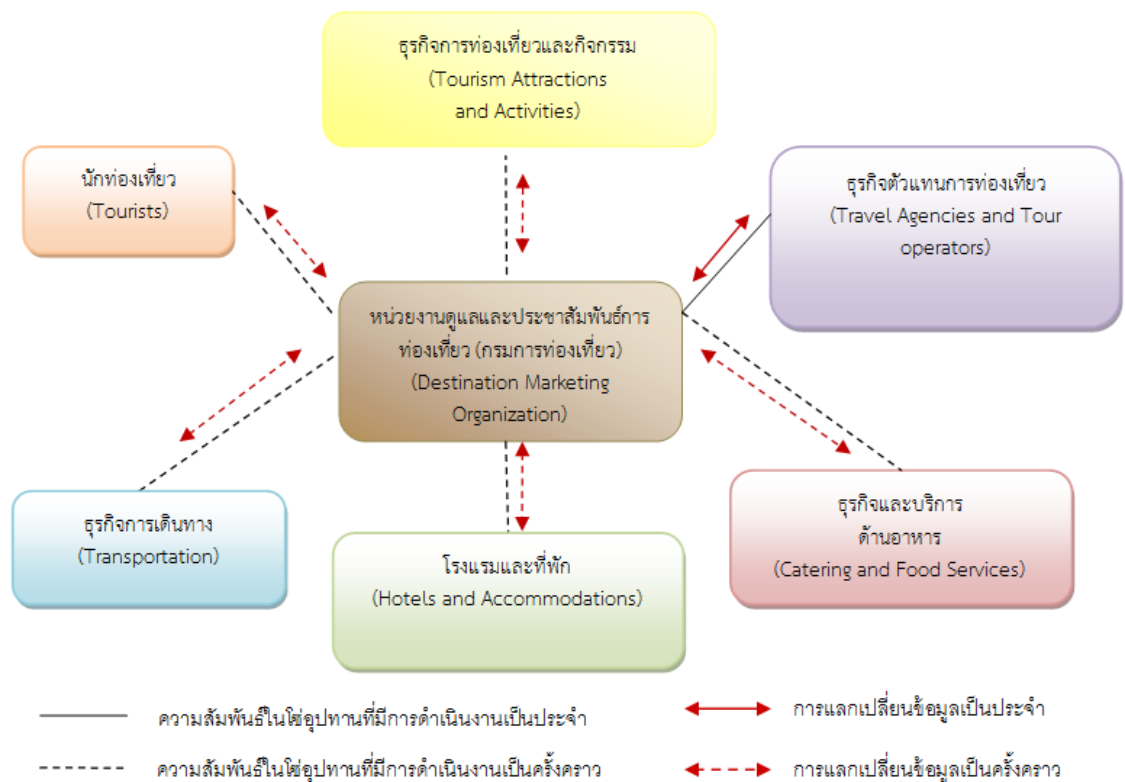 ธุรกิจการท่องเที่ยวและกิจกรรม
(Tourism Attractions
and Activities)
นักท่องเที่ยว
(Tourists)
ธุรกิจตัวแทนการท่องเที่ยว
(Travel Agencies and Tour
operators)
หน่วยงานดูแลและประชาสัมพันธ์การ
ท่องเที่ยว (กรมการท่องเที่ยว)
(Destination Marketing
Organization)
ธุรกิจการเดินทาง
(Transportation)
โรงแรมและที่พัก
(Hotels and Accommodations)
ธุรกิจและบริการ
ด้านอาหาร
(Catering and Food Services)
ความสัมพันธ์ในโซ่อุปทานที่มีการดำเนินงานเป็นประจำ
การแลกเปลี่ยนข้อมูลเป็นประจำ
ความสัมพันธ์ในโซ่อุปทานที่มีการดำเนินงานเป็นครั้งคราว
การแลกเปลี่ยนข้อมูลเป็นครั้งคราว